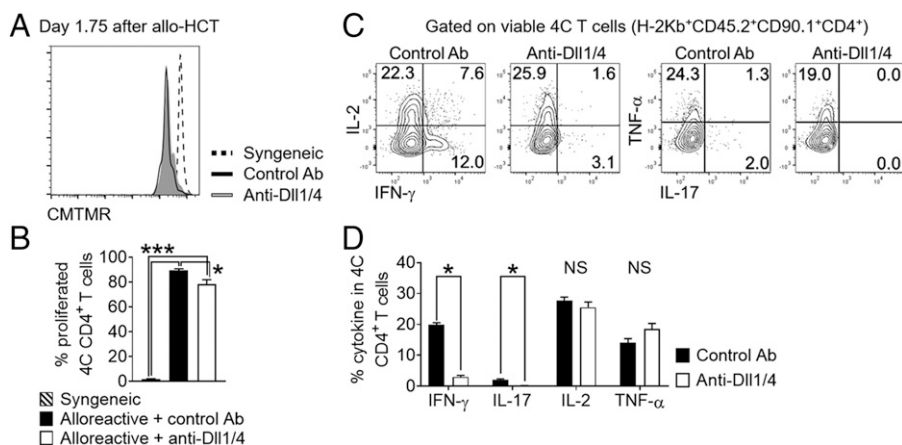 A
Day 1.75 after allo-HCT
Syngeneic
Control Ab
Anti-Dll1/4
CMTMR
B
% proliferated
4C CD4+ T cells
100
80
60
40
20
0
***
*
Syngeneic
Alloreactive + control Ab
Alloreactive + anti-Dll1/4
C
Gated on viable 4C T cells (H-2Kb+CD45.2+CD90.1+CD4+)
Control Ab
Anti-Dll1/4
Control Ab
Anti-Dll1/4
IL-2
22.3
7.6
12.0
25.9
1.6
3.1
IFN-γ
TNF-α
24.3
1.3
2.0
19.0
0.0
0.0
IL-17
D
% cytokine in 4C
CD4+ T cells
40
30
20
10
0
*
*
NS
NS
IFN-γ
IL-17
IL-2
TNF-α
Control Ab
Anti-Dll1/4